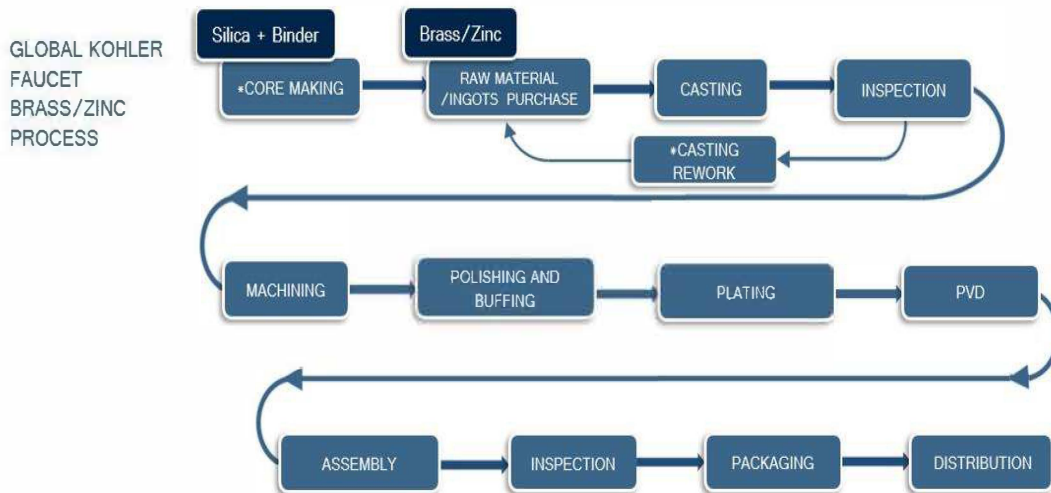 GLOBAL KOHLER
FAUCET
BRASS/ZINC
PROCESS
Silica + Binder
*CORE MAKING
Brass/Zinc
RAW MATERIAL
/INGOTS PURCHASE
CASTING
INSPECTION
*CASTING
REWORK
MACHINING
POLISHING AND
BUFFING
PLATING
PVD
ASSEMBLY
INSPECTION
PACKAGING
DISTRIBUTION